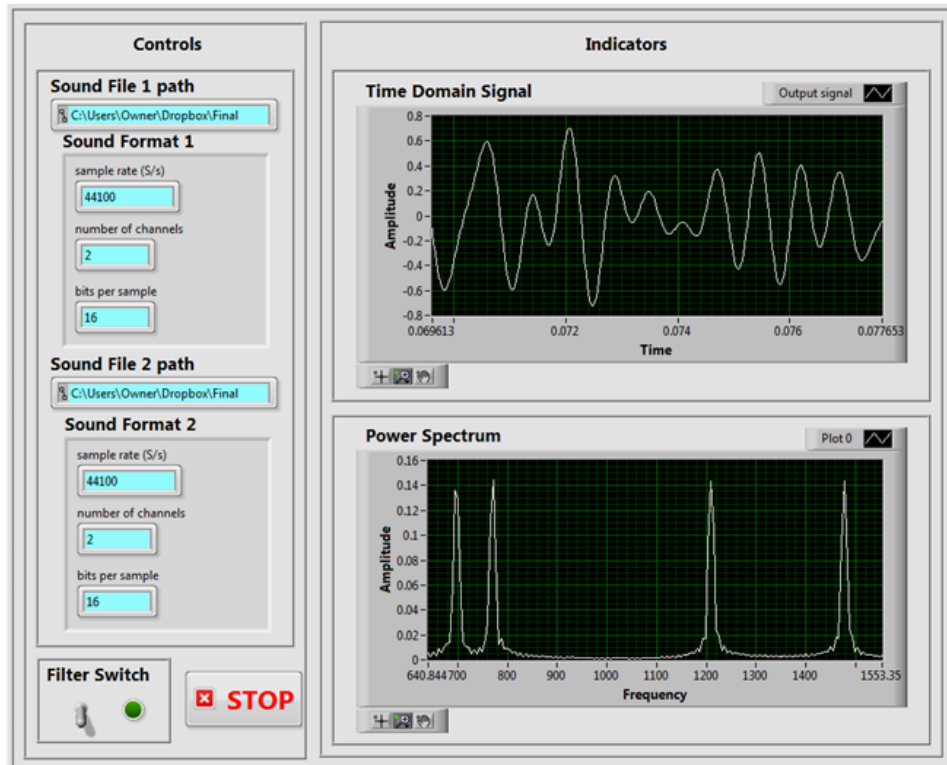 Controls
Sound File 1 path
C:\Users\Owner\Dropbox\Final
Sound Format 1
sample rate (S/s)
44100
number of channels
2
bits per sample
16
Sound File 2 path
C:\Users\Owner\Dropbox\Final
Sound Format 2
sample rate (S/s)
44100
number of channels
2
bits per sample
16
Filter Switch
STOP
Indicators
Time Domain Signal
Output signal
Amplitude
0.8
0.6
0.4
0.2
0
-0.2
-0.4
-0.6
-0.8
0.069613 0.072 0.074 0.076 0.077653
Time
Power Spectrum
Plot 0
Amplitude
0.16
0.14
0.12
0.1
0.08
0.06
0.04
0.02
0
640.844 700 800 900 1000 1100 1200 1300 1400 1553.35
Frequency